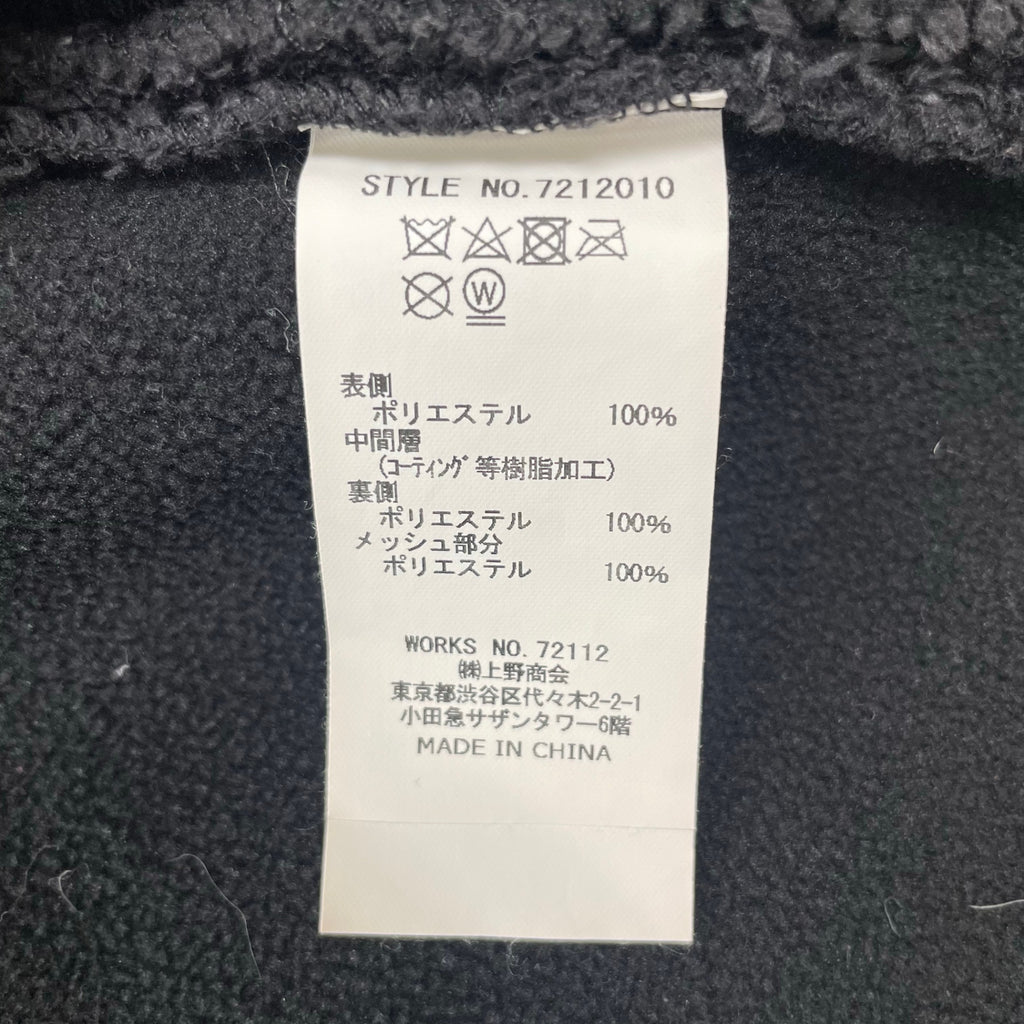 STYLE NO.7212010
W
表側
ポリエステル 100%
中間層
(コーティング等樹脂加工)
裏側
ポリエステル 100%
メッシュ部分
ポリエステル 100%
WORKS NO. 72112
㈱上野商会
東京都渋谷区代々木2-2-1
小田急サザンタワー6階
MADE IN CHINA